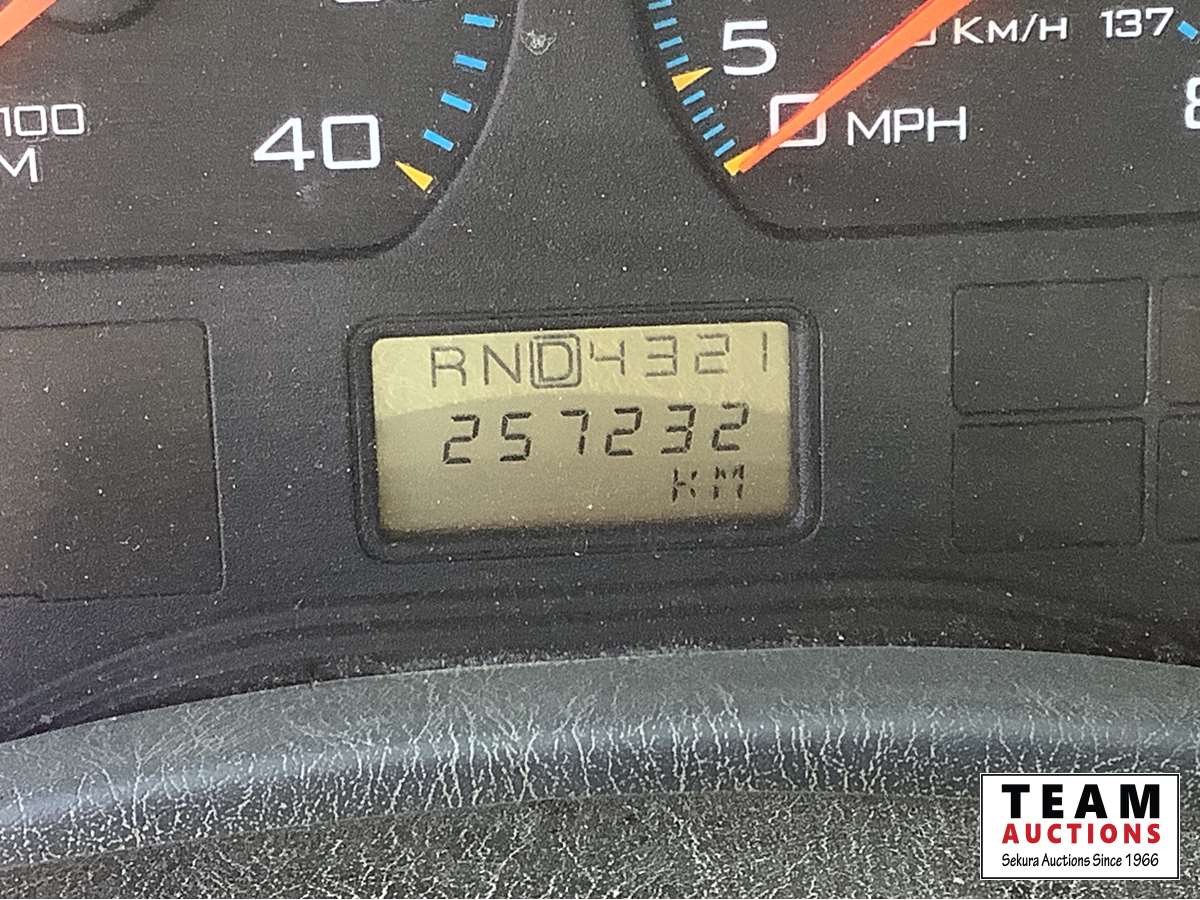 5
KM/H 137
0 MPH
100
40
RND4321
257232
KM
TEAM
AUCTIONS
Sekura Auctions Since 1966